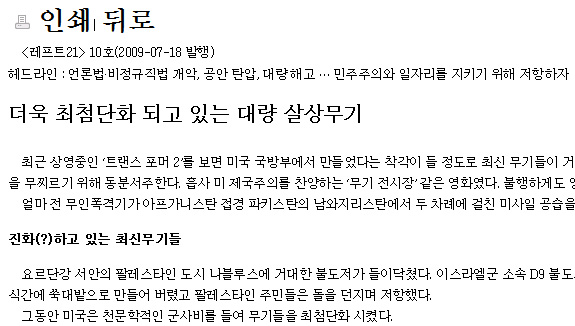 인쇄 뒤로
<레프트21> 10호(2009-07-18 발행)
헤드라인 : 언론법·비정규직법 개악, 공안 탄압, 대량해고 … 민주주의와 일자리를 지키기 위해 저항하자
더욱 최첨단화 되고 있는 대량 살상무기
최근 상영중인 ‘트랜스 포머 2’를 보면 미국 국방부에서 만들었다는 착각이 들 정도로 최신 무기들이 거
을 무찌르기 위해 동분서주한다. 흡사 미 제국주의를 찬양하는 ‘무기 전시장’ 같은 영화였다. 불행하게도 영
얼마 전 무인폭격기가 아프가니스탄 접경 파키스탄의 남와지리스탄에서 두 차례에 걸친 미사일 공습을
진화(?)하고 있는 최신무기들
요르단강 서안의 팔레스타인 도시 나블루스에 거대한 불도저가 들이닥쳤다. 이스라엘군 소속 D9 불도
식간에 쑥대밭으로 만들어 버렸고 팔레스타인 주민들은 돌을 던지며 저항했다.
그동안 미국은 천문학적인 군사비를 들여 무기들을 최첨단화 시켰다.